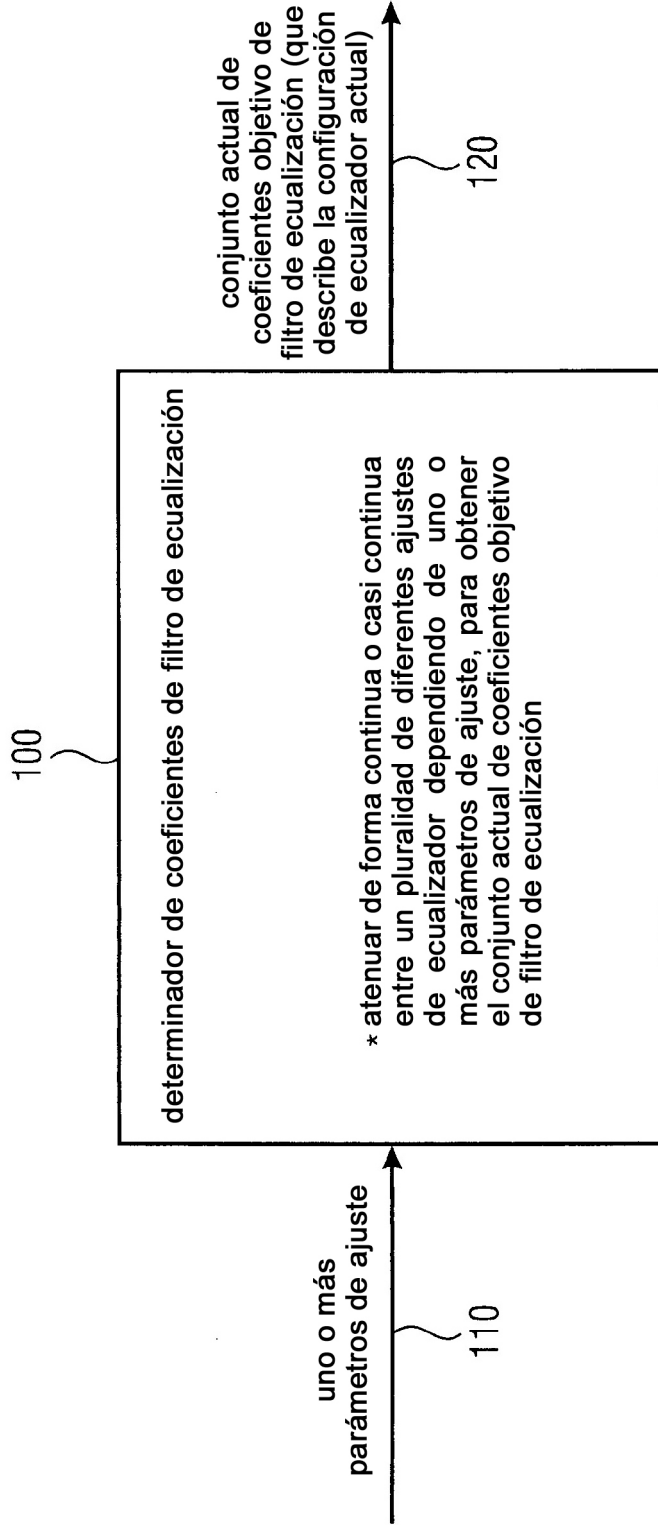 100
determinador de coeficientes de filtro de ecualización
* atenuar de forma continua o casi continua
entre un pluralidad de diferentes ajustes
de ecualizador dependiendo de uno o
más parámetros de ajuste, para obtener
el conjunto actual de coeficientes objetivo
de filtro de ecualización
uno o más
parámetros de ajuste
110
conjunto actual de
coeficientes objetivo de
filtro de ecualización (que
describe la configuración
de ecualizador actual)
120